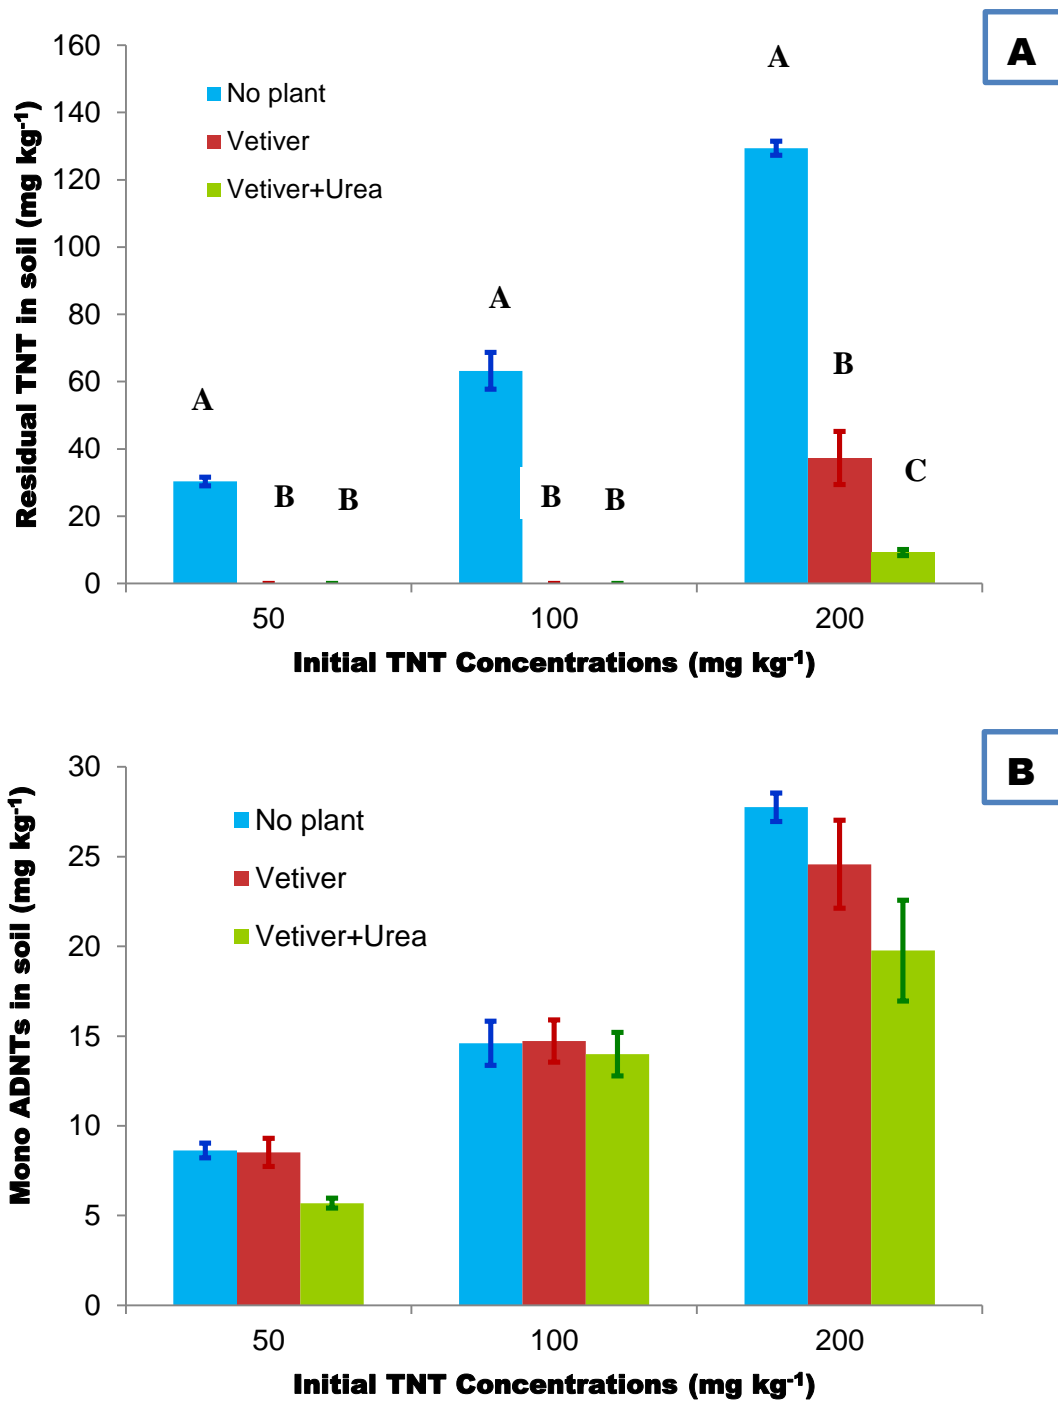 A
Residual TNT in soil (mg kg-1)
160
140
120
100
80
60
40
20
0
No plant
Vetiver
Vetiver+Urea
A
B
B
A
B
B
A
B
C
50
100
200
Initial TNT Concentrations (mg kg-1)
B
Mono ADNTs in soil (mg kg-1)
30
25
20
15
10
5
0
No plant
Vetiver
Vetiver+Urea
50
100
200
Initial TNT Concentrations (mg kg-1)